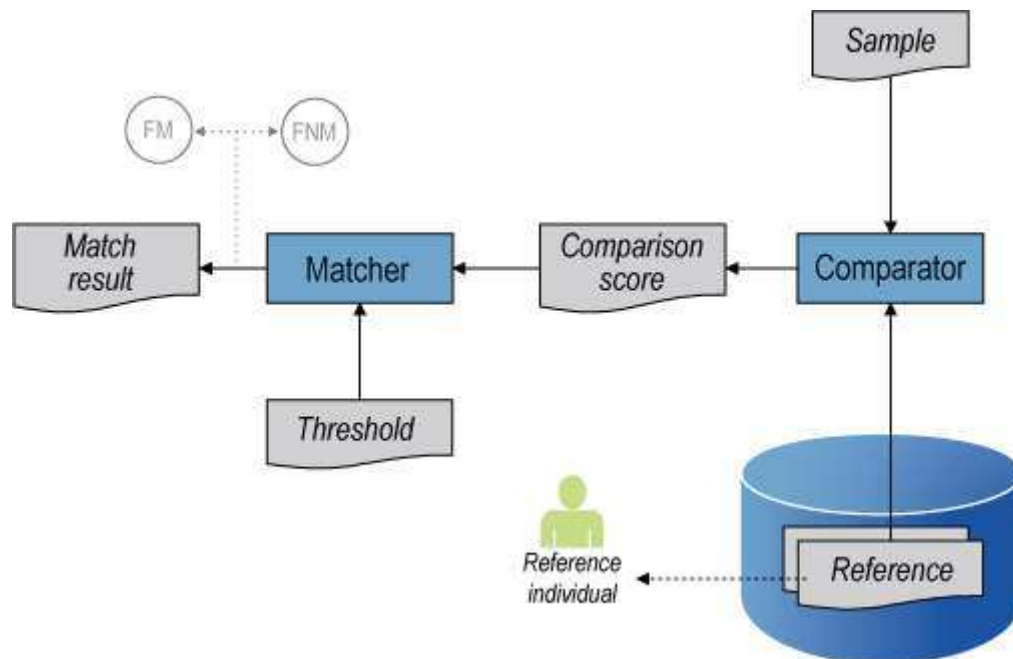 Sample
FM
FNM
Match
result
Matcher
Comparison
score
Comparator
Threshold
Reference
individual
Reference